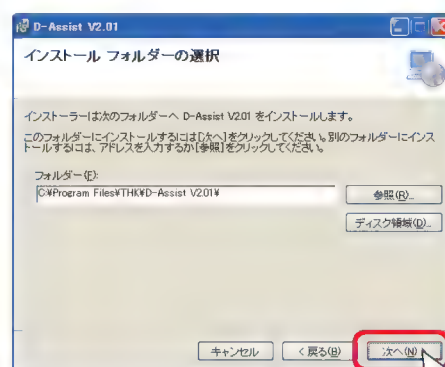 D-Assist V2.01
インストール フォルダーの選択
インストーラーは次のフォルダーへ D-Assist V2.01 をインストールします。
このフォルダーにインストールするには[次へ]をクリックしてください。別のフォルダーにインス
トールするには、アドレスを入力するか[参照]をクリックしてください。
フォルダー(F):
C:¥Program Files¥THK¥D-Assist V2.01¥
参照(R)...
ディスク領域(D)...
キャンセル
< 戻る(B)
次へ(N)